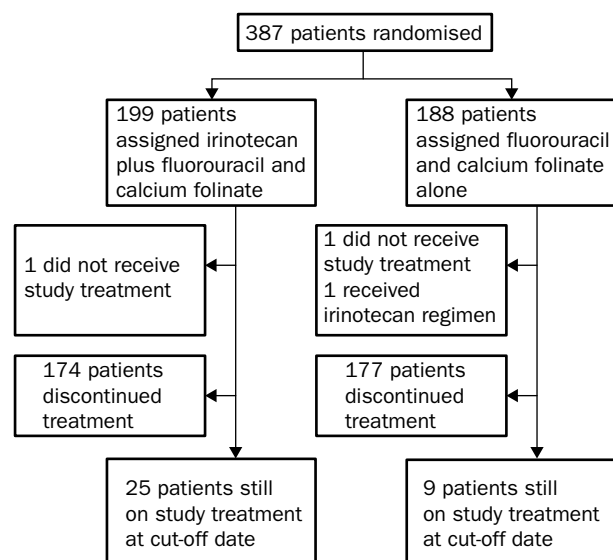 387 patients randomised
199 patients
assigned irinotecan
plus fluorouracil and
calcium folinate
188 patients
assigned fluorouracil
and calcium folinate
alone
1 did not receive
study treatment
1 did not receive
study treatment
1 received
irinotecan regimen
174 patients
discontinued
treatment
177 patients
discontinued
treatment
25 patients still
on study treatment
at cut-off date
9 patients still
on study treatment
at cut-off date